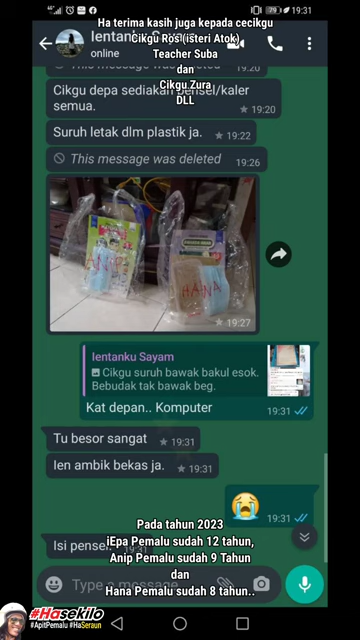 19:31
Ha terima kasih juga kepada cecikgu
Cikgu Ros (isteri Atok)
Teacher Suba
dan
Cikgu Zura
DLL
online
This message was deleted
19:20
Cikgu depa sediakan pensel/kaler
semua.
19:20
Suruh letak dlm plastik ja.
19:22
This message was deleted
19:26
ANIP
HANA
19:27
Ientanku Sayam
Cikgu suruh bawak bakul esok.
Bebudak tak bawak beg.
Kat depan.. Komputer
19:31
Tu besor sangat
19:31
Ien ambik bekas ja.
19:31
19:31
Isi pensel.
19:31
Pada tahun 2023
iEpa Pemalu sudah 12 tahun,
Anip Pemalu sudah 9 Tahun
dan
Hana Pemalu sudah 8 tahun..
Type a message
#Hasekilo
#ApitPemalu #HaSeraun